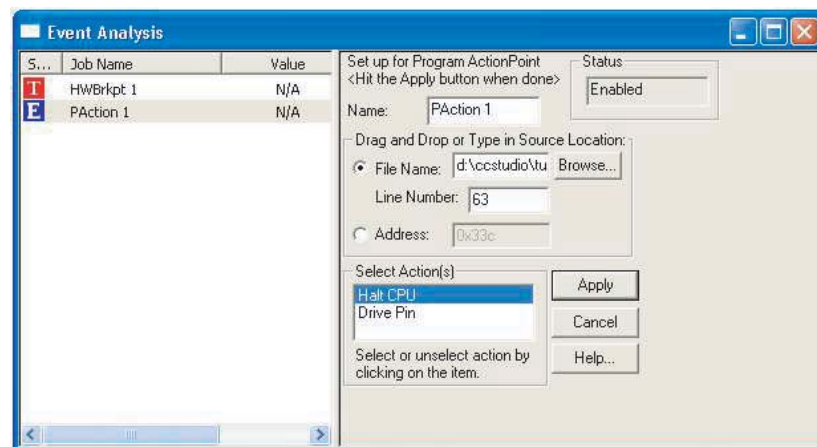 Event Analysis
S... Job Name Value
T HWBrkpt 1 N/A
E PAction 1 N/A
Set up for Program ActionPoint
<Hit the Apply button when done>
Status
Enabled
Name: PAction 1
Drag and Drop or Type in Source Location:
File Name: d:\ccstudio\tu Browse...
Line Number: 63
Address: 0x33c
Select Action(s)
Halt CPU
Drive Pin
Select or unselect action by
clicking on the item.
Apply
Cancel
Help...